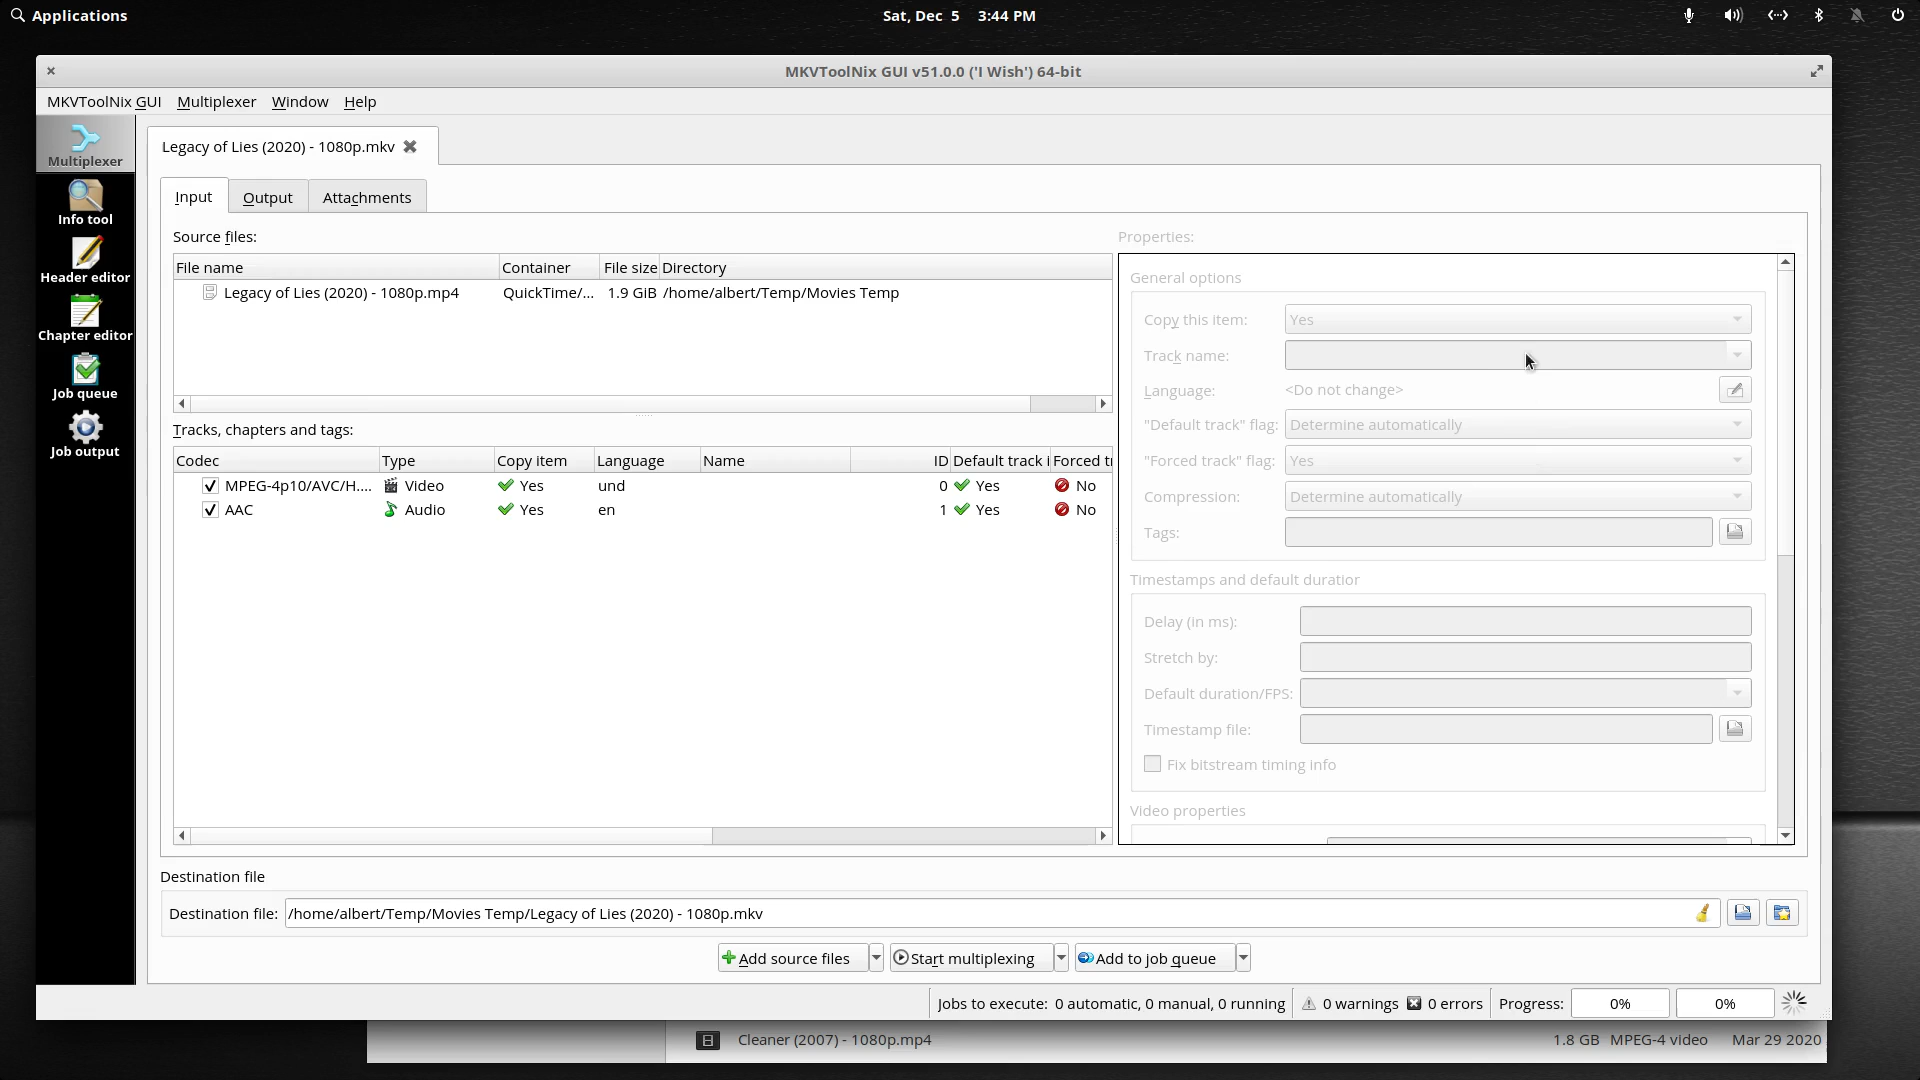 Applications
Sat, Dec 5 3:44 PM
MKVToolNix GUI v51.0.0 ('I Wish') 64-bit
MKVToolNix GUI Multiplexer Window Help
Multiplexer
Info tool
Header editor
Chapter editor
Job queue
Job output
Legacy of Lies (2020) - 1080p.mkv
Input Output Attachments
Source files:
File name Container File size Directory
Legacy of Lies (2020) - 1080p.mp4 QuickTime/... 1.9 GiB /home/albert/Temp/Movies Temp
Tracks, chapters and tags:
Codec Type Copy item Language Name ID Default track i Forced tr
MPEG-4p10/AVC/H.... Video Yes und 0 Yes No
AAC Audio Yes en 1 Yes No
Properties:
General options
Copy this item: Yes
Track name:
Language: <Do not change>
"Default track" flag: Determine automatically
"Forced track" flag: Yes
Compression: Determine automatically
Tags:
Timestamps and default duratior
Delay (in ms):
Stretch by:
Default duration/FPS:
Timestamp file:
Fix bitstream timing info
Video properties
Destination file
Destination file: /home/albert/Temp/Movies Temp/Legacy of Lies (2020) - 1080p.mkv
Add source files Start multiplexing Add to job queue
Jobs to execute: 0 automatic, 0 manual, 0 running 0 warnings 0 errors Progress: 0% 0%
Cleaner (2007) - 1080p.mp4 1.8 GB MPEG-4 video Mar 29 2020